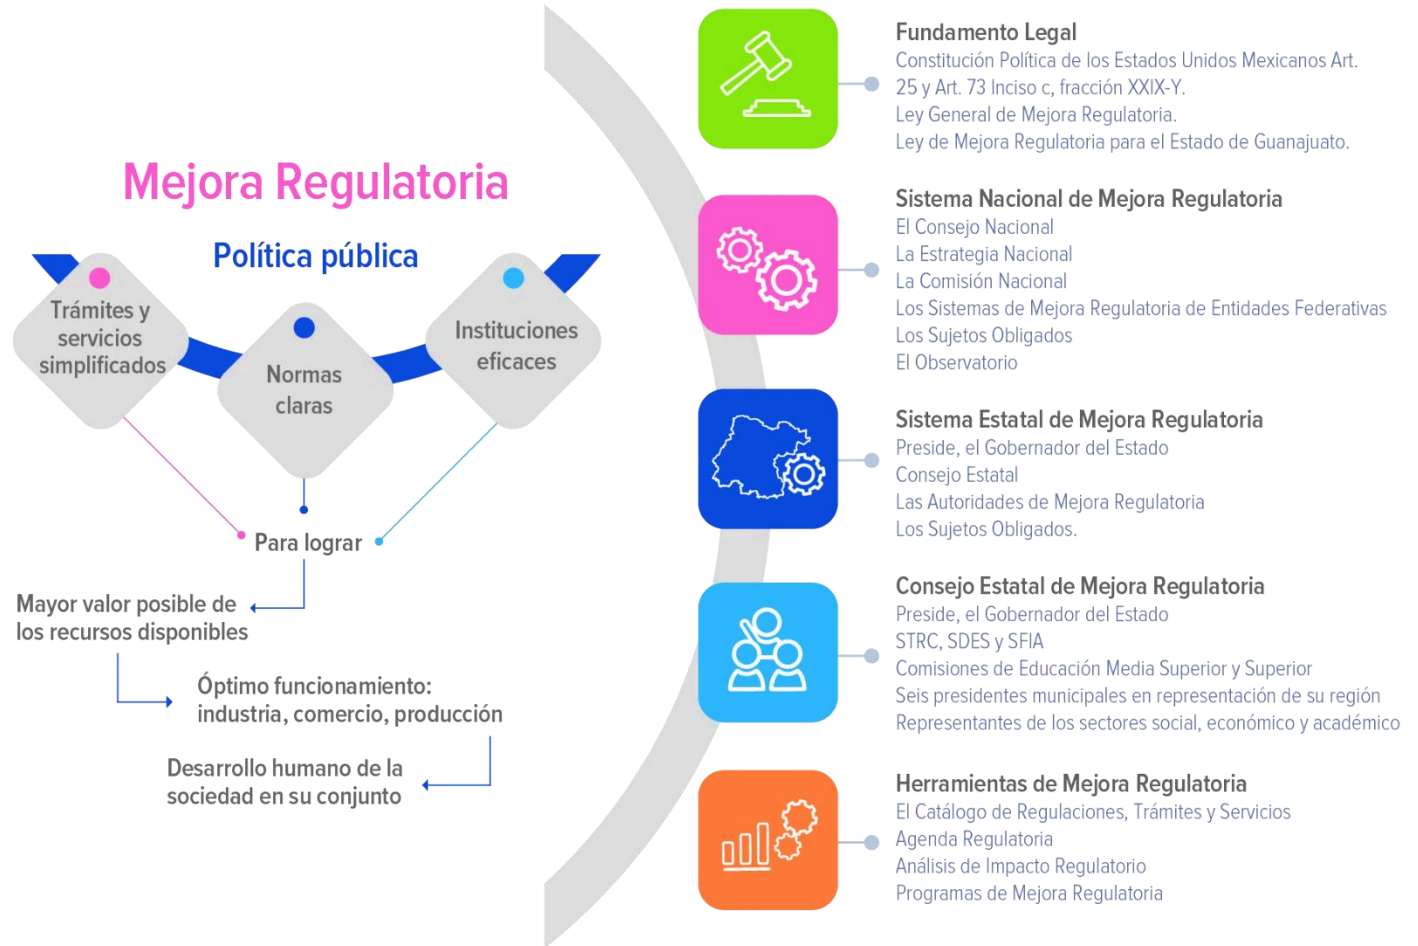 Mejora Regulatoria
Política pública
Trámites y
servicios
simplificados
Normas
claras
Instituciones
eficaces
Para lograr
Mayor valor posible de
los recursos disponibles
Óptimo funcionamiento:
industria, comercio, producción
Desarrollo humano de la
sociedad en su conjunto
Fundamento Legal
Constitución Política de los Estados Unidos Mexicanos Art.
25 y Art. 73 Inciso c, fracción XXIX-Y.
Ley General de Mejora Regulatoria.
Ley de Mejora Regulatoria para el Estado de Guanajuato.
Sistema Nacional de Mejora Regulatoria
El Consejo Nacional
La Estrategia Nacional
La Comisión Nacional
Los Sistemas de Mejora Regulatoria de Entidades Federativas
Los Sujetos Obligados
El Observatorio
Sistema Estatal de Mejora Regulatoria
Preside, el Gobernador del Estado
Consejo Estatal
Las Autoridades de Mejora Regulatoria
Los Sujetos Obligados.
Consejo Estatal de Mejora Regulatoria
Preside, el Gobernador del Estado
STRC, SDES y SFIA
Comisiones de Educación Media Superior y Superior
Seis presidentes municipales en representación de su región
Representantes de los sectores social, económico y académico
Herramientas de Mejora Regulatoria
El Catálogo de Regulaciones, Trámites y Servicios
Agenda Regulatoria
Análisis de Impacto Regulatorio
Programas de Mejora Regulatoria